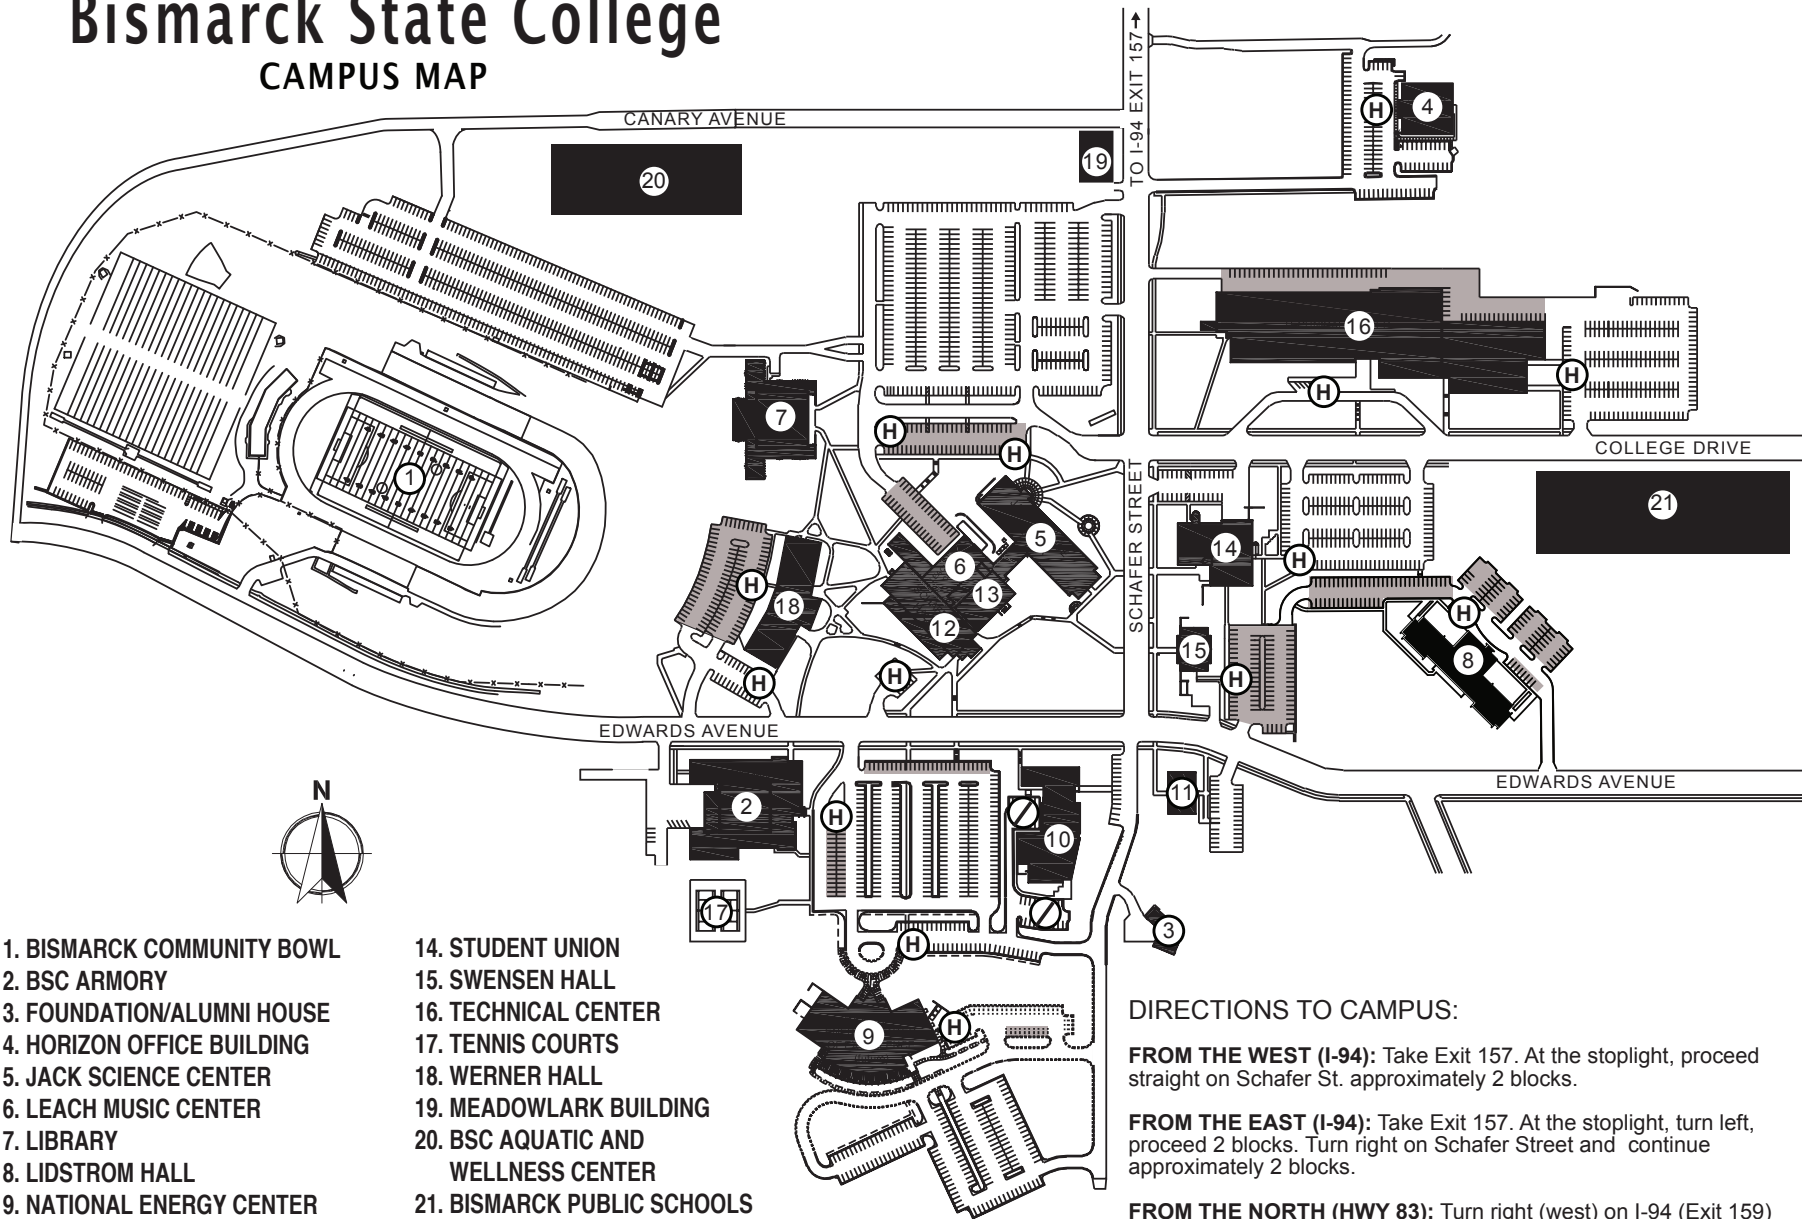 Bismarck State College
CAMPUS MAP
TO I-94 EXIT 157
CANARY AVENUE
4
H
19
20
16
H
H
7
H
H
COLLEGE DRIVE
1
SCHAFER STREET
21
5
14
H
6
13
H
18
12
H
15
8
H
H
H
EDWARDS AVENUE
EDWARDS AVENUE
N
2
H
10
11
17
3
H
9
H
1. BISMARCK COMMUNITY BOWL
2. BSC ARMORY
3. FOUNDATION/ALUMNI HOUSE
4. HORIZON OFFICE BUILDING
5. JACK SCIENCE CENTER
6. LEACH MUSIC CENTER
7. LIBRARY
8. LIDSTROM HALL
9. NATIONAL ENERGY CENTER
14. STUDENT UNION
15. SWENSEN HALL
16. TECHNICAL CENTER
17. TENNIS COURTS
18. WERNER HALL
19. MEADOWLARK BUILDING
20. BSC AQUATIC AND
WELLNESS CENTER
21. BISMARCK PUBLIC SCHOOLS
DIRECTIONS TO CAMPUS:
FROM THE WEST (I-94): Take Exit 157. At the stoplight, proceed
straight on Schafer St. approximately 2 blocks.
FROM THE EAST (I-94): Take Exit 157. At the stoplight, turn left,
proceed 2 blocks. Turn right on Schafer Street and continue
approximately 2 blocks.
FROM THE NORTH (HWY 83): Turn right (west) on I-94 (Exit 159)